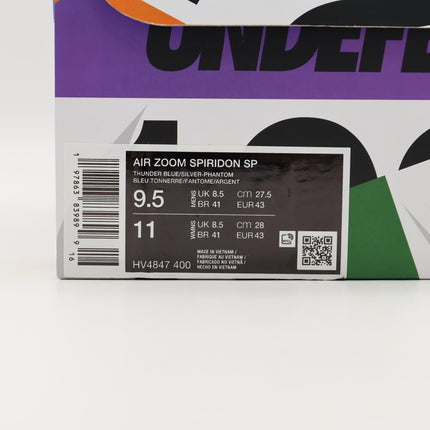 UNDEFE
AIR ZOOM SPIRIDON SP
THUNDER BLUE/SILVER-PHANTOM
BLEU TONNERRE/FANTOME/ARGENT
9.5 MENS UK 8.5 CM 27.5
BR 41 EUR 43
11 WMNS UK 8.5 CM 28
BR 41 EUR 43
HV4847 400
MADE IN VIETNAM /
FABRIQUÉ AU VIETNAM /
FABRICADO NO VIETNÃ /
HECHO EN VIETNAM
1 97863 83989 9 16